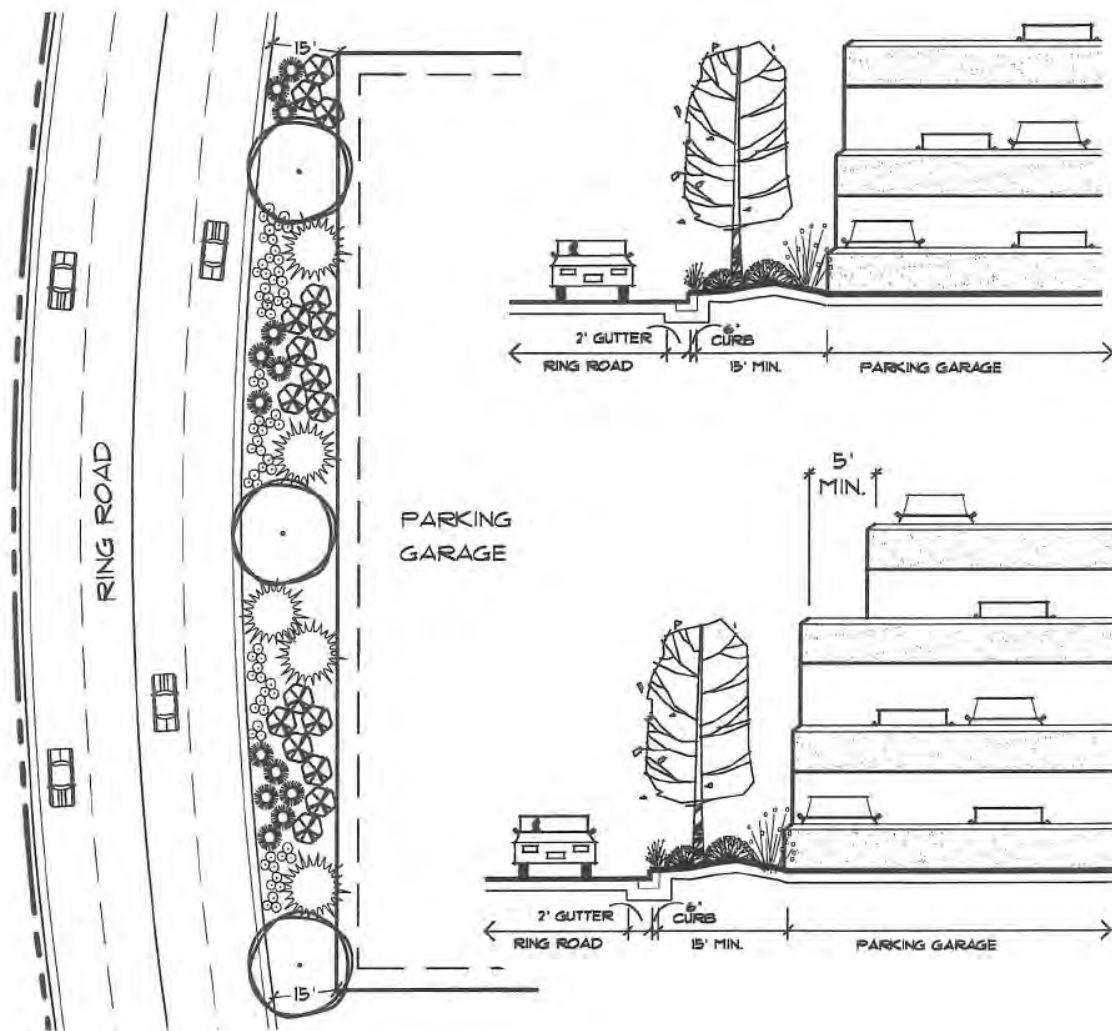 15'
RING ROAD
PARKING
GARAGE
15'
2' GUTTER
6"
CURB
RING ROAD
15' MIN.
PARKING GARAGE
5'
MIN.
2' GUTTER
6"
CURB
RING ROAD
15' MIN.
PARKING GARAGE